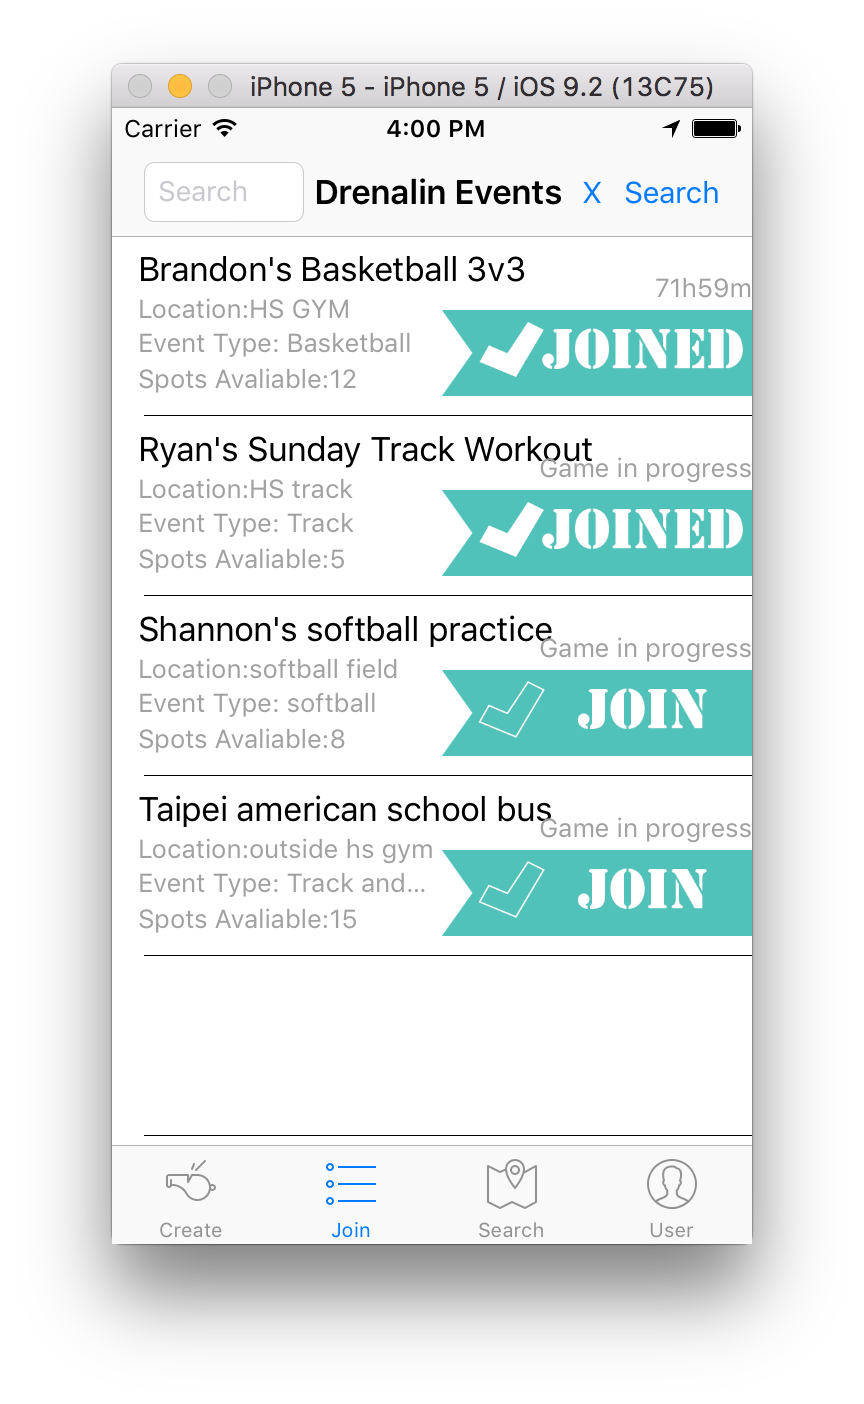 iPhone 5 - iPhone 5 / iOS 9.2 (13C75)
Carrier 4:00 PM
Search Drenalin Events X Search
Brandon's Basketball 3v3
71h59m
Location:HS GYM
Event Type: Basketball
JOINED
Spots Avaliable:12
Ryan's Sunday Track Workout
Game in progress
Location:HS track
Event Type: Track
JOINED
Spots Avaliable:5
Shannon's softball practice
Game in progress
Location:softball field
Event Type: softball
JOIN
Spots Avaliable:8
Taipei american school bus
Game in progress
Location:outside hs gym
Event Type: Track and...
JOIN
Spots Avaliable:15
Create Join Search User